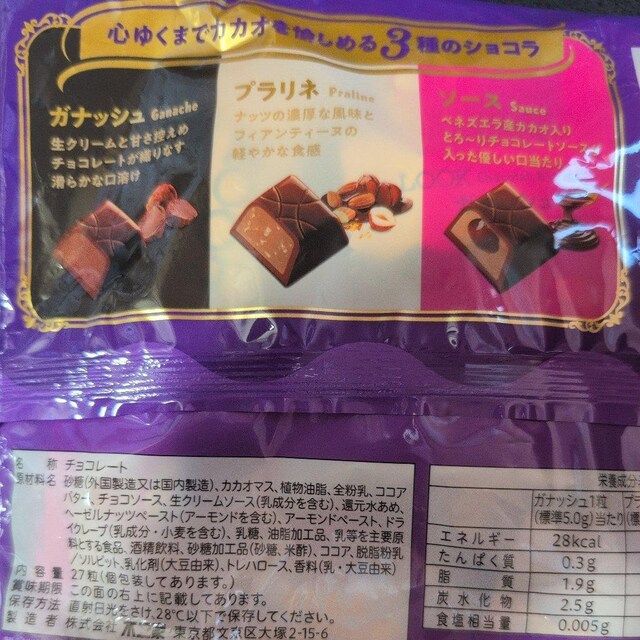 心ゆくまでカカオを愉しめる3種のショコラ
ガナッシュ Ganache
生クリームと甘さ控えめ
チョコレートが織りなす
滑らかな口溶け
プラリネ Praline
ナッツの濃厚な風味と
フィアンティーヌの
軽やかな食感
ソース Sauce
ベネズエラ産カカオ入り
とろ〜りチョコレートソース
入った優しい口当たり
LOOK
名 称 チョコレート
原材料名 砂糖(外国製造又は国内製造)、カカオマス、植物油脂、全粉乳、ココア
バター、チョコソース、生クリームソース(乳成分を含む)、還元水あめ、
ヘーゼルナッツペースト(アーモンドを含む)、アーモンドペースト、ドラ
イクレープ(乳成分・小麦を含む)、乳糖、油脂加工品、乳等を主要原
料とする食品、酒精飲料、砂糖加工品(砂糖、米酢)、ココア、脱脂粉乳
ノソルビット、乳化剤(大豆由来)、トレハロース、香料(乳・大豆由来)
内 容 量 27粒(個包装してあります。)
賞味期限 この面の右上に記載してあります。
保存方法 直射日光をさけ、28℃以下で保存してください。
製造者 株式会社 不二家 東京都文京区大塚2-15-6
栄養成分
ガナッシュ1粒
(標準5.0g)当たり
エネルギー 28kcal
たんぱく質 0.3g
脂質 1.9g
炭水化物 2.5g
食塩相当量 0.005g